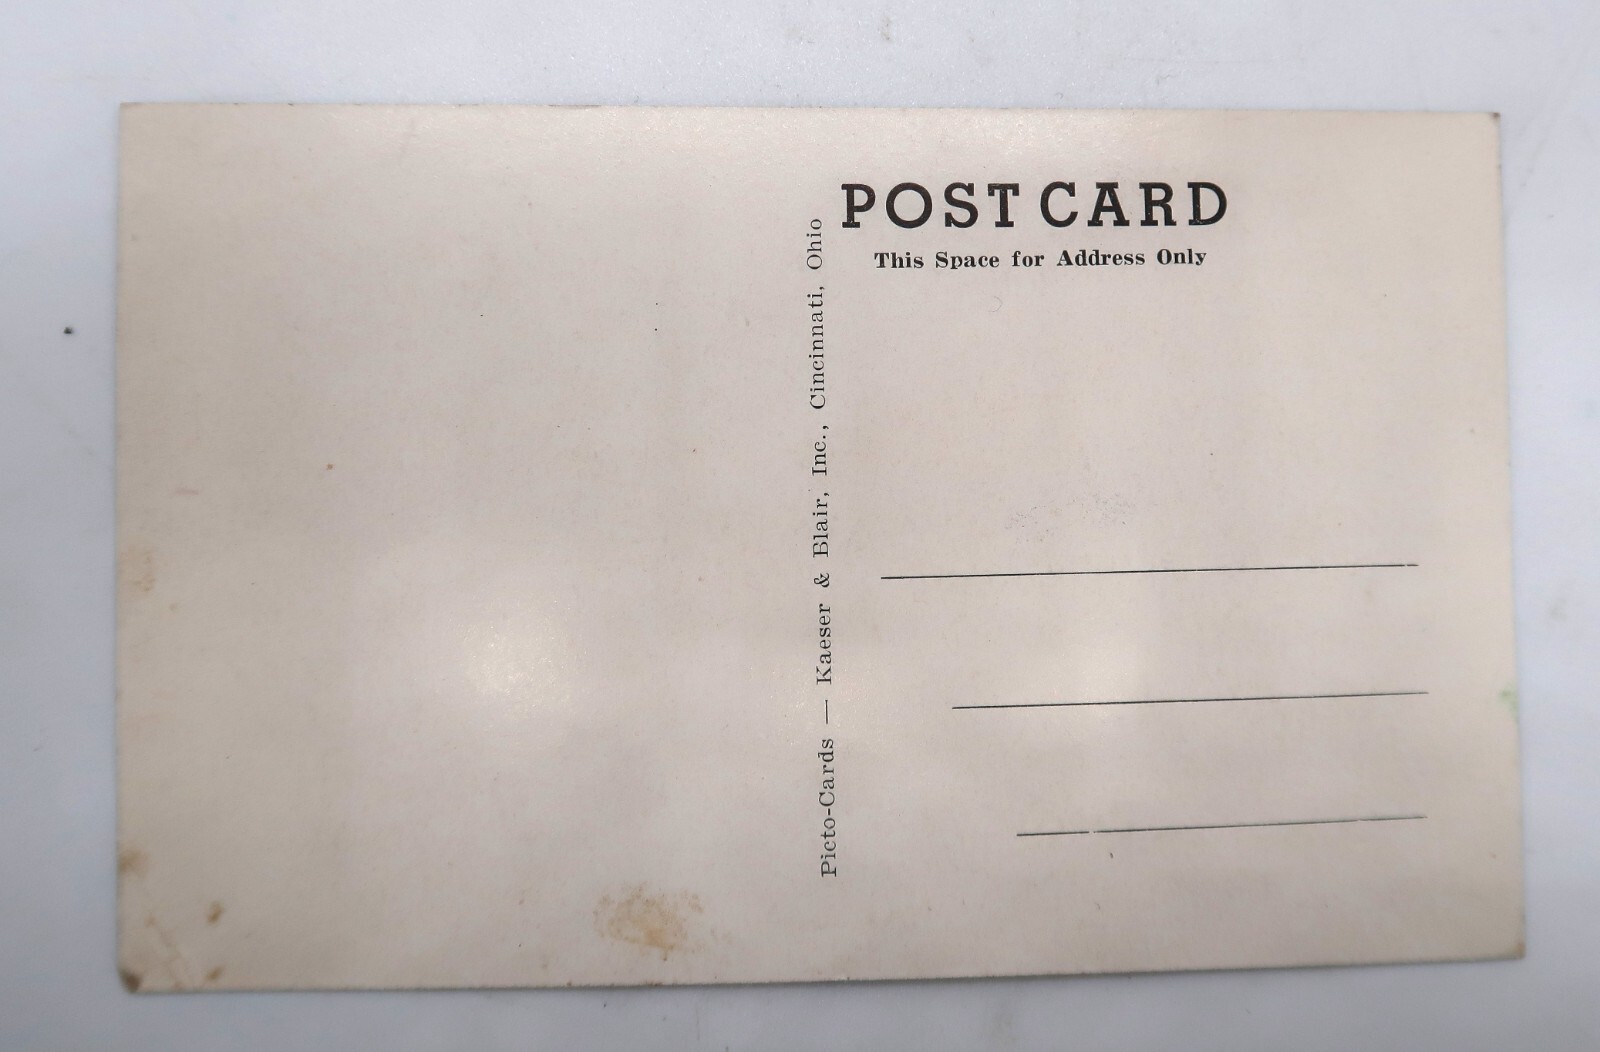 POST CARD
This Space for Address Only
Picto-Cards — Kaeser & Blair, Inc., Cincinnati, Ohio